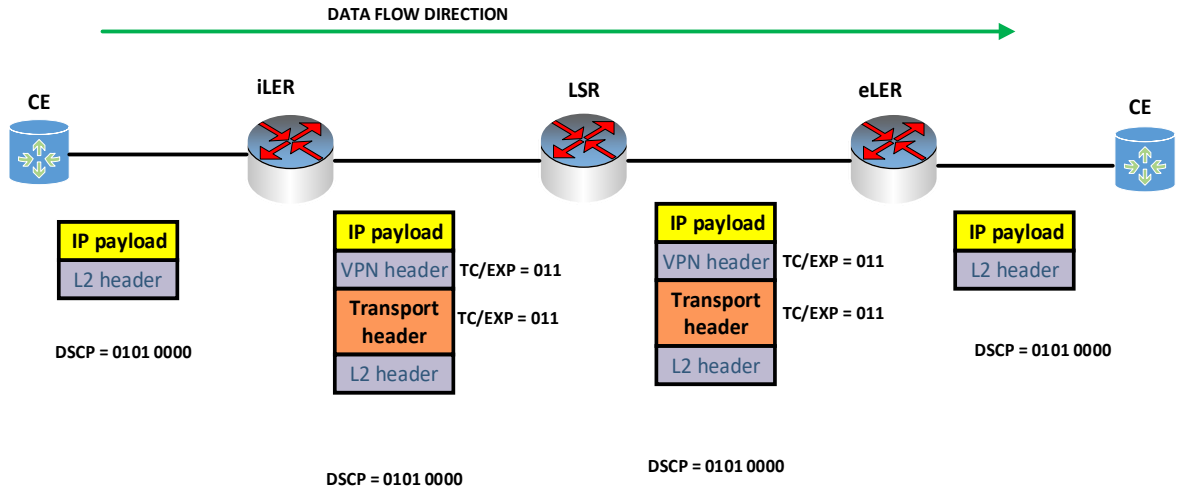 DATA FLOW DIRECTION
CE
iLER
LSR
eLER
CE
IP payload
L2 header
DSCP = 0101 0000
IP payload
VPN header
TC/EXP = 011
Transport
header
TC/EXP = 011
L2 header
DSCP = 0101 0000
IP payload
VPN header
TC/EXP = 011
Transport
header
TC/EXP = 011
L2 header
DSCP = 0101 0000
IP payload
L2 header
DSCP = 0101 0000